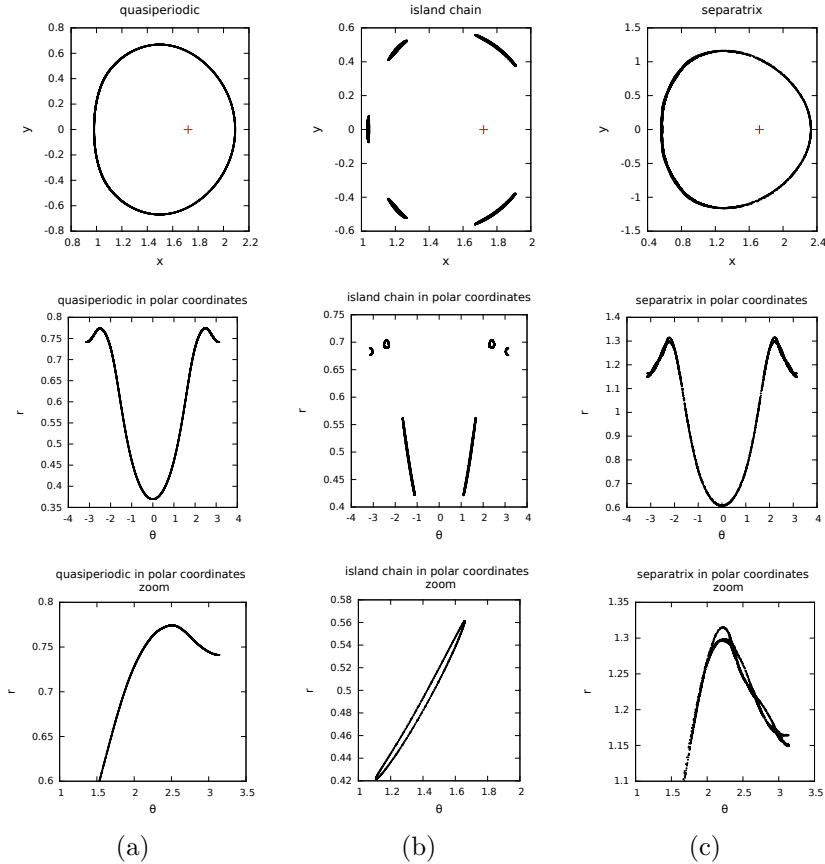 quasiperiodic
0.8
0.6
0.4
0.2
0
-0.2
-0.4
-0.6
-0.8
y
0.8 1 1.2 1.4 1.6 1.8 2 2.2
x
island chain
0.6
0.4
0.2
0
-0.2
-0.4
-0.6
y
1 1.2 1.4 1.6 1.8 2
x
separatrix
1.5
1
0.5
0
-0.5
-1
-1.5
y
0.4 0.8 1.2 1.6 2 2.4
x
quasiperiodic in polar coordinates
0.8
0.75
0.7
0.65
0.6
0.55
0.5
0.45
0.4
0.35
r
-4 -3 -2 -1 0 1 2 3 4
θ
island chain in polar coordinates
0.75
0.7
0.65
0.6
0.55
0.5
0.45
0.4
r
-4 -3 -2 -1 0 1 2 3 4
θ
separatrix in polar coordinates
1.4
1.3
1.2
1.1
1
0.9
0.8
0.7
0.6
r
-4 -3 -2 -1 0 1 2 3 4
θ
quasiperiodic in polar coordinates
zoom
0.8
0.75
0.7
0.65
0.6
r
1 1.5 2 2.5 3 3.5
θ
island chain in polar coordinates
zoom
0.58
0.56
0.54
0.52
0.5
0.48
0.46
0.44
0.42
r
1 1.2 1.4 1.6 1.8 2
θ
separatrix in polar coordinates
zoom
1.35
1.3
1.25
1.2
1.15
1.1
r
1 1.5 2 2.5 3 3.5
θ
(a) (b) (c)